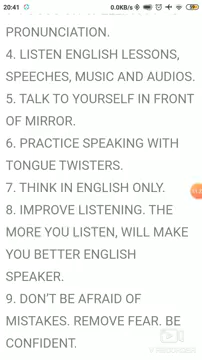 20:41 0.0KB/s
PRONUNCIATION.
4. LISTEN ENGLISH LESSONS,
SPEECHES, MUSIC AND AUDIOS.
5. TALK TO YOURSELF IN FRONT
OF MIRROR.
6. PRACTICE SPEAKING WITH
TONGUE TWISTERS.
7. THINK IN ENGLISH ONLY.
8. IMPROVE LISTENING. THE
MORE YOU LISTEN, WILL MAKE
YOU BETTER ENGLISH
SPEAKER.
9. DON'T BE AFRAID OF
MISTAKES. REMOVE FEAR. BE
CONFIDENT.